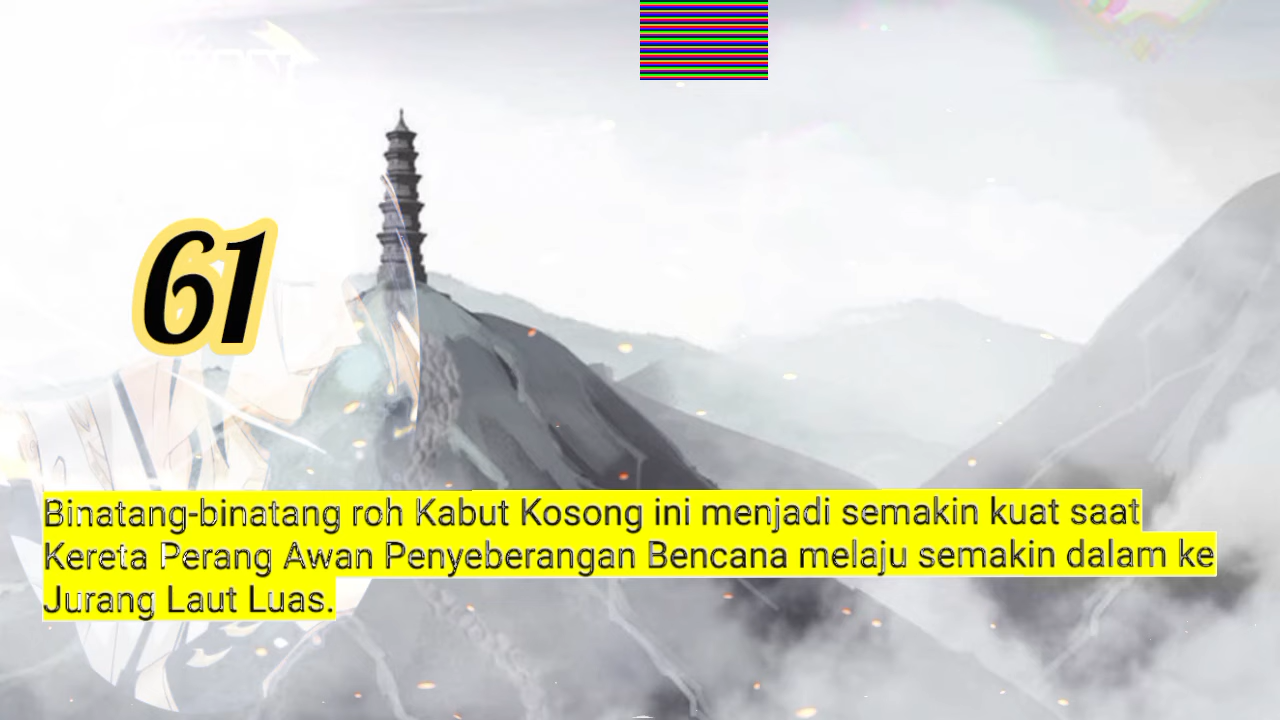 61
Binatang-binatang roh Kabut Kosong ini menjadi semakin kuat saat
Kereta Perang Awan Penyeberangan Bencana melaju semakin dalam ke
Jurang Laut Luas.